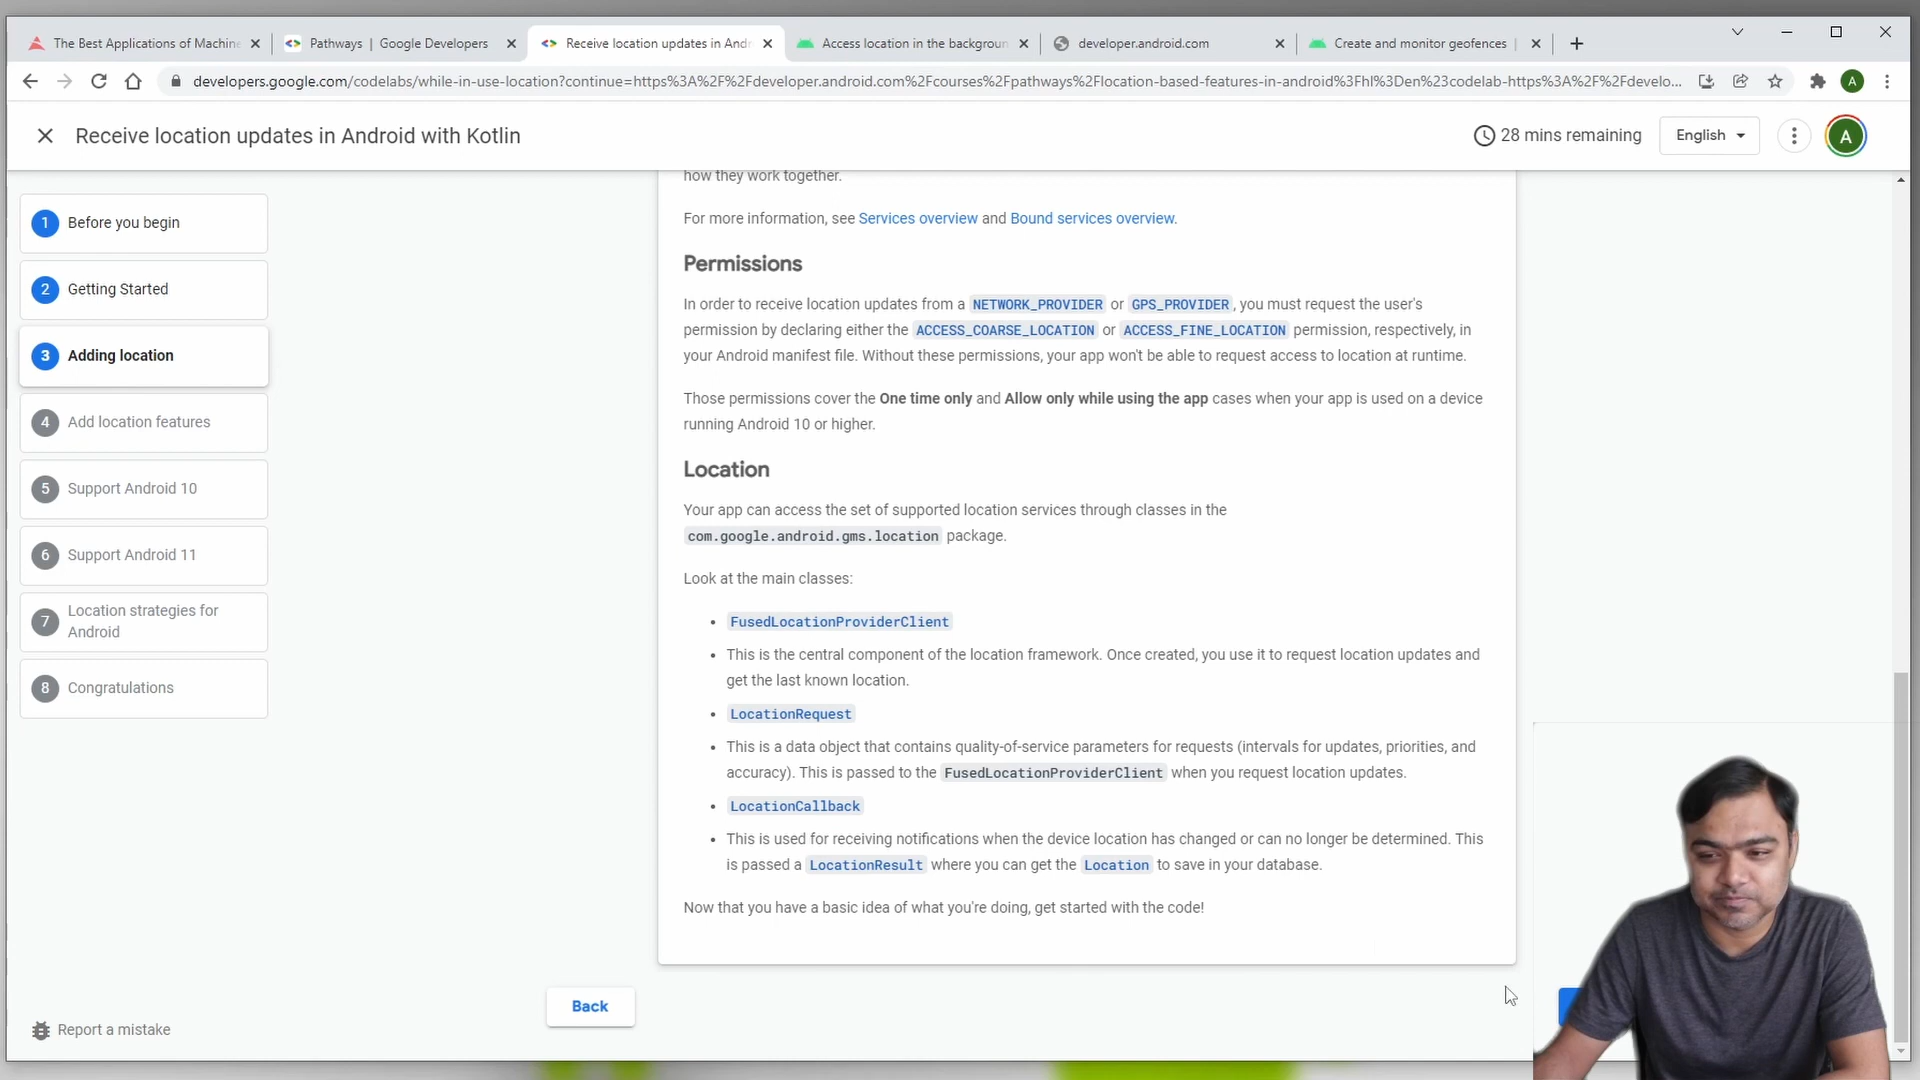 The Best Applications of Machine
Pathways | Google Developers
Receive location updates in Andr
Access location in the backgroun
developer.android.com
Create and monitor geofences |
developers.google.com/codelabs/while-in-use-location?continue=https%3A%2F%2Fdeveloper.android.com%2Fcourses%2Fpathways%2Flocation-based-features-in-android%3Fhl%3Den%23codelab-https%3A%2F%2Fdevelo...
A
Receive location updates in Android with Kotlin
28 mins remaining
English
A
1 Before you begin
2 Getting Started
3 Adding location
4 Add location features
5 Support Android 10
6 Support Android 11
7 Location strategies for
Android
8 Congratulations
Report a mistake
how they work together.
For more information, see Services overview and Bound services overview.
Permissions
In order to receive location updates from a NETWORK_PROVIDER or GPS_PROVIDER, you must request the user's
permission by declaring either the ACCESS_COARSE_LOCATION or ACCESS_FINE_LOCATION permission, respectively, in
your Android manifest file. Without these permissions, your app won't be able to request access to location at runtime.
Those permissions cover the One time only and Allow only while using the app cases when your app is used on a device
running Android 10 or higher.
Location
Your app can access the set of supported location services through classes in the
com.google.android.gms.location package.
Look at the main classes:
• FusedLocationProviderClient
• This is the central component of the location framework. Once created, you use it to request location updates and
get the last known location.
• LocationRequest
• This is a data object that contains quality-of-service parameters for requests (intervals for updates, priorities, and
accuracy). This is passed to the FusedLocationProviderClient when you request location updates.
• LocationCallback
• This is used for receiving notifications when the device location has changed or can no longer be determined. This
is passed a LocationResult where you can get the Location to save in your database.
Now that you have a basic idea of what you're doing, get started with the code!
Back